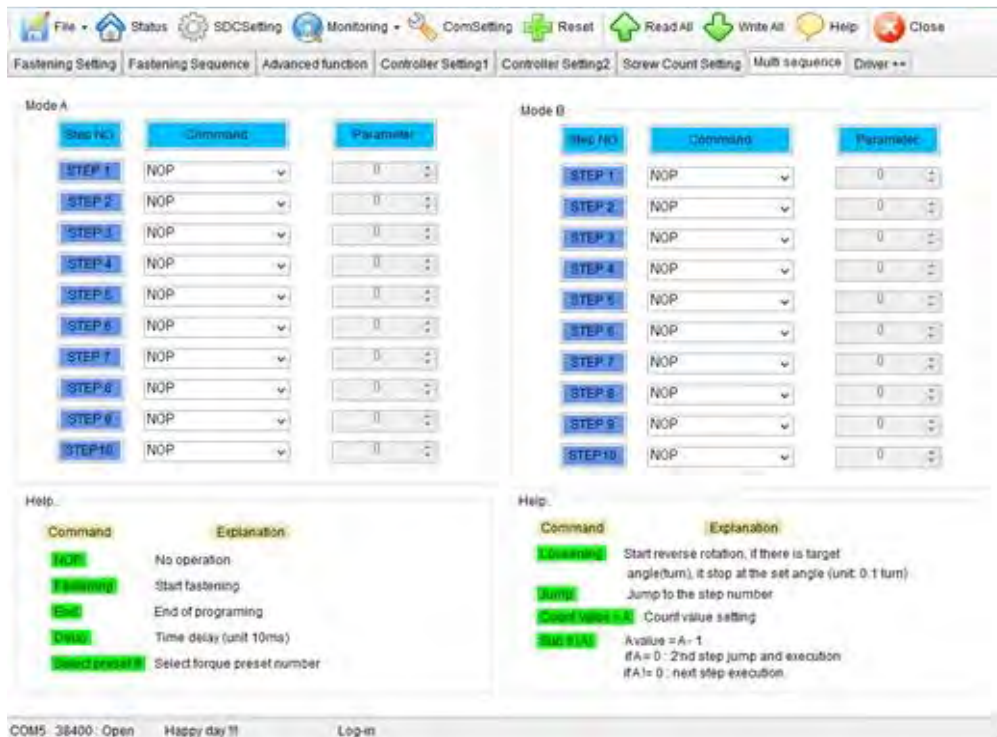 File Status SDCSetting Monitoring ComSetting Reset Read All Write All Help Close
Fastening Setting Fastening Sequence Advanced function Controller Setting1 Controller Setting2 Screw Count Setting Multi sequence Driver
Mode A
Step NO Command Parameter
STEP 1 NOP 0
STEP 2 NOP 0
STEP 3 NOP 0
STEP 4 NOP 0
STEP 5 NOP 0
STEP 6 NOP 0
STEP 7 NOP 0
STEP 8 NOP 0
STEP 9 NOP 0
STEP10 NOP 0
Mode B
Step NO Command Parameter
STEP 1 NOP 0
STEP 2 NOP 0
STEP 3 NOP 0
STEP 4 NOP 0
STEP 5 NOP 0
STEP 6 NOP 0
STEP 7 NOP 0
STEP 8 NOP 0
STEP 9 NOP 0
STEP10 NOP 0
Help..
Command Explanation
NOP No operation
Fastening Start fastening
End End of programing
Delay Time delay (unit 10ms)
Select preset # Select torque preset number
Help..
Command Explanation
Loosening Start reverse rotation, if there is target
angle(turn), it stop at the set angle (unit: 0.1 turn)
Jump Jump to the step number
Count value = A Count value setting
Sub if (A) A value = A - 1
if A = 0 : 2'nd step jump and execution
if A != 0 : next step execution.
COM5 38400 : Open Happy day !!! Log-in